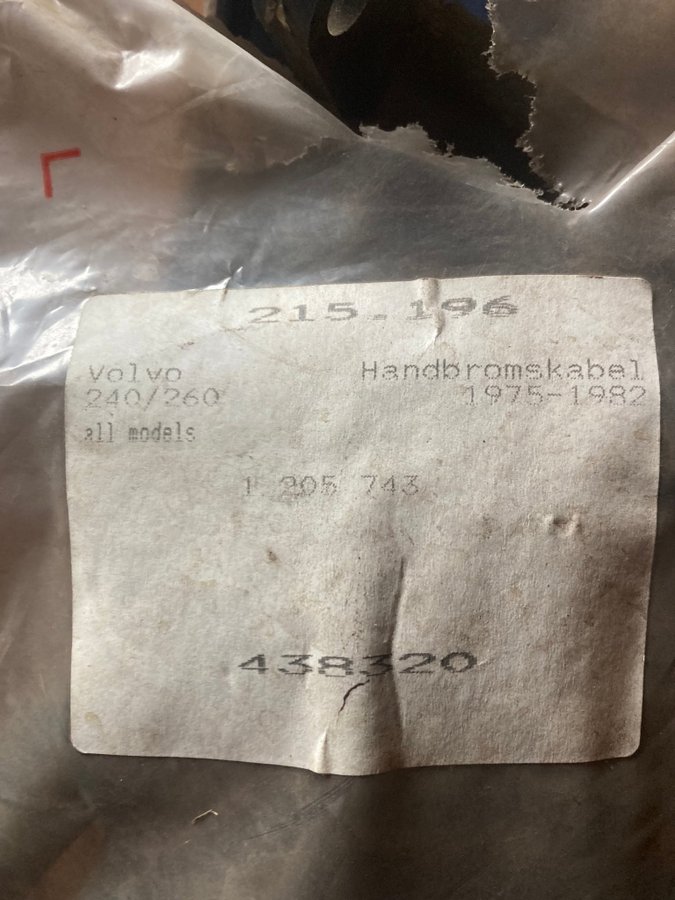 215.196
Volvo Handbromskabel
240/260 1975-1982
all models
1 205 743
438320